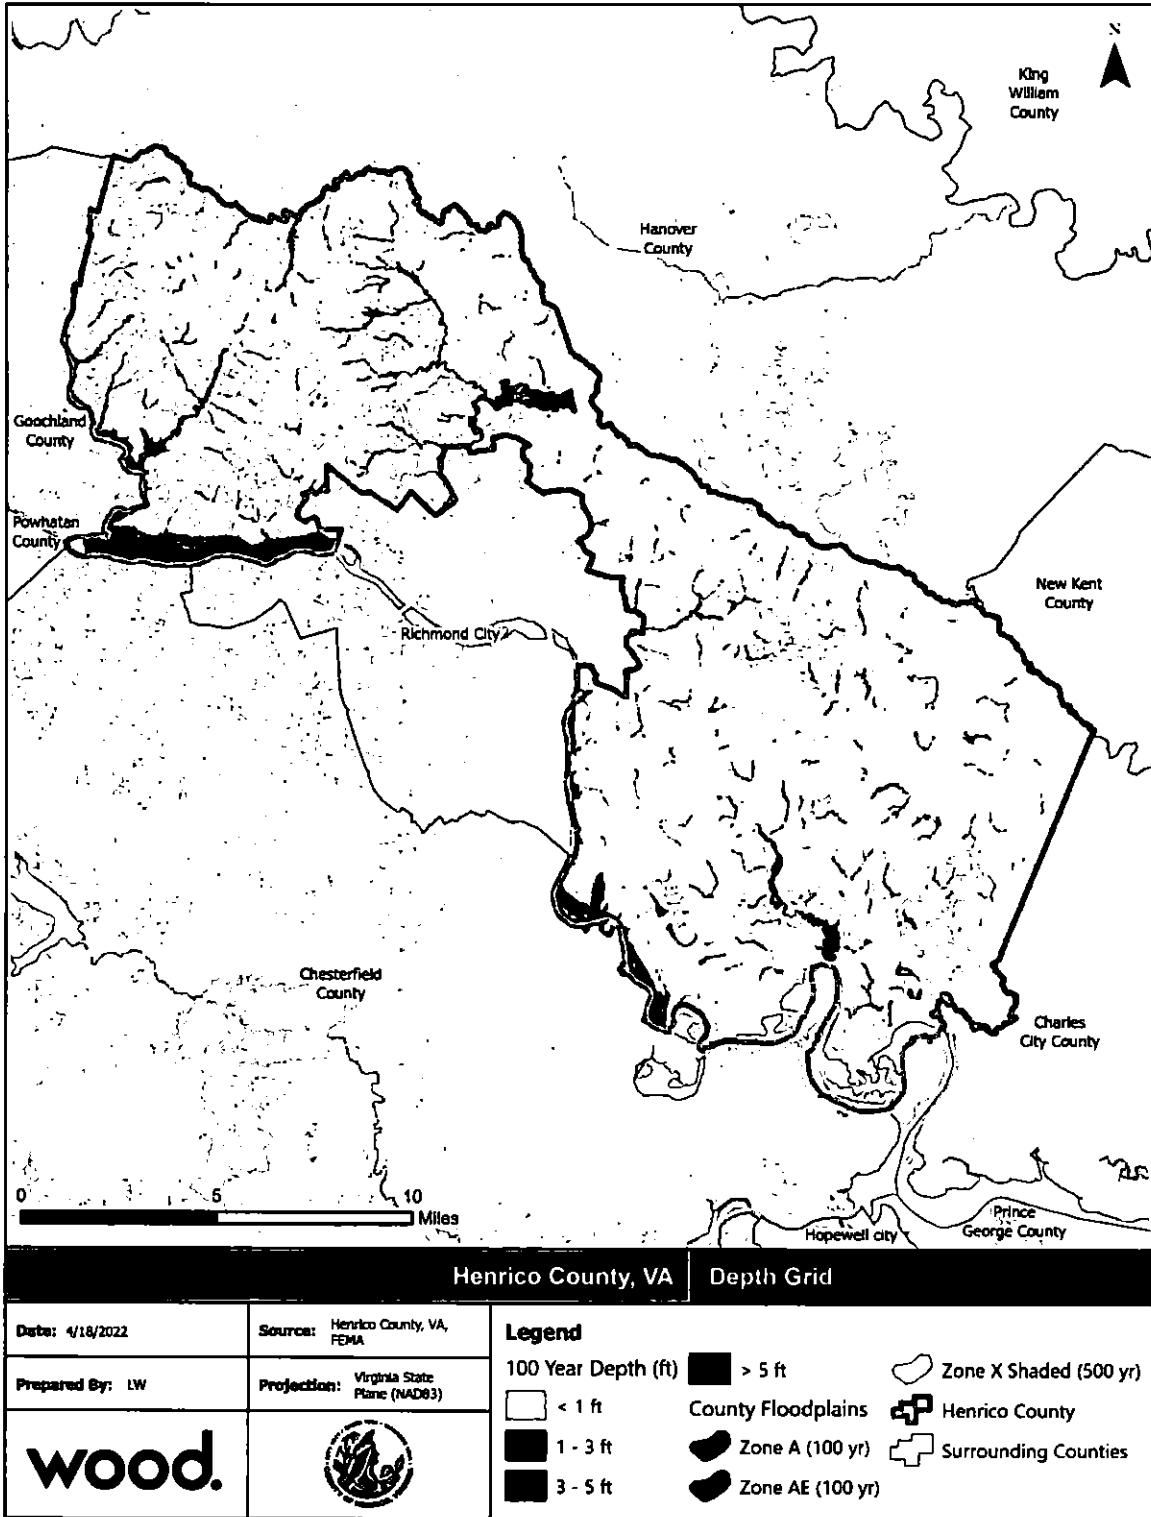 N
King
William
County
Hanover
County
Goochland
County
Powhatan
County
New Kent
County
Richmond City
Chesterfield
County
Charles
City County
0 5 10
Miles
Prince
George County
Hopewell city
Henrico County, VA | Depth Grid
Date: 4/18/2022
Source: Henrico County, VA,
FEMA
Prepared By: LW
Projection: Virginia State
Plane (NAD83)
wood.
Legend
100 Year Depth (ft)
< 1 ft
1 - 3 ft
3 - 5 ft
> 5 ft
County Floodplains
Zone A (100 yr)
Zone AE (100 yr)
Zone X Shaded (500 yr)
Henrico County
Surrounding Counties